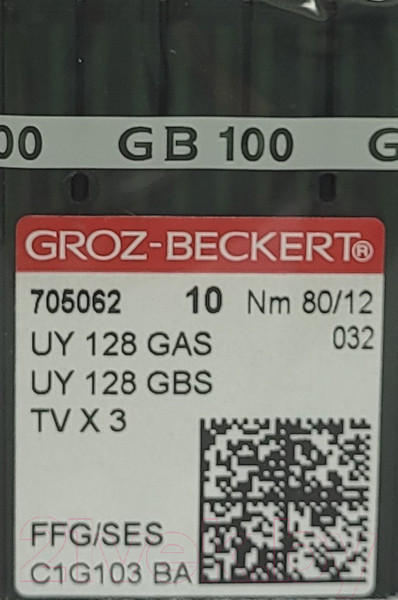 00 GB 100 G
GROZ-BECKERT®
705062 10 Nm 80/12
UY 128 GAS 032
UY 128 GBS
TV X 3
FFG/SES
C1G103 BA